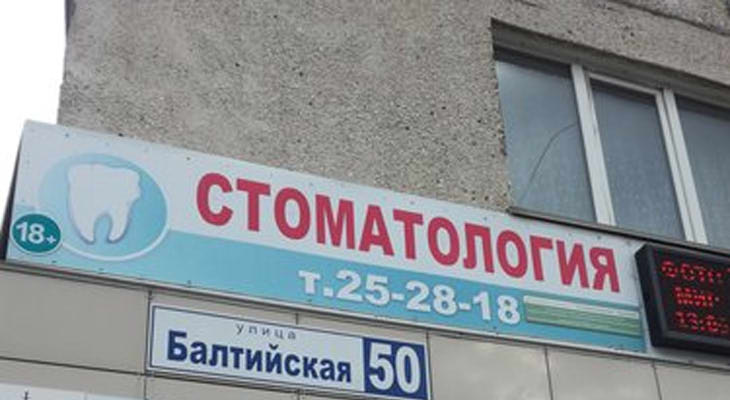 18+
СТОМАТОЛОГИЯ
т.25-28-18
улица
Балтийская 50